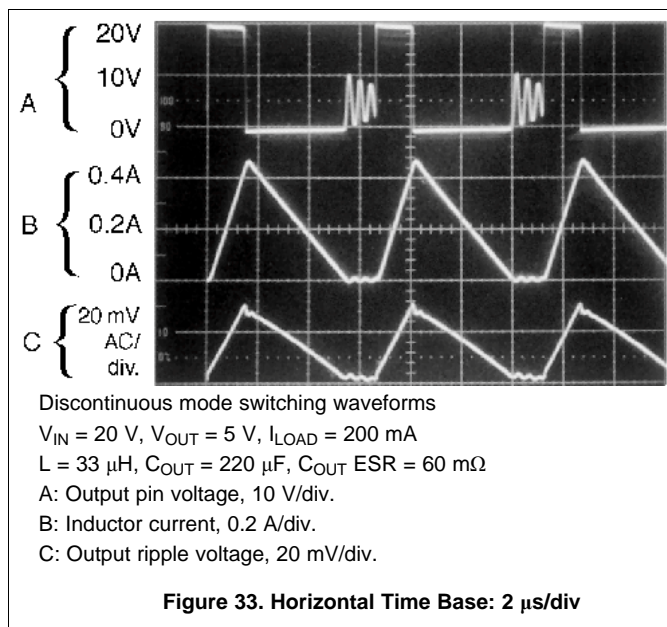 20V
A 10V
0V
0.4A
B 0.2A
0A
20 mV
C AC/
div.
Discontinuous mode switching waveforms
V_IN = 20 V, V_OUT = 5 V, I_LOAD = 200 mA
L = 33 μH, C_OUT = 220 μF, C_OUT ESR = 60 mΩ
A: Output pin voltage, 10 V/div.
B: Inductor current, 0.2 A/div.
C: Output ripple voltage, 20 mV/div.
Figure 33. Horizontal Time Base: 2 μs/div